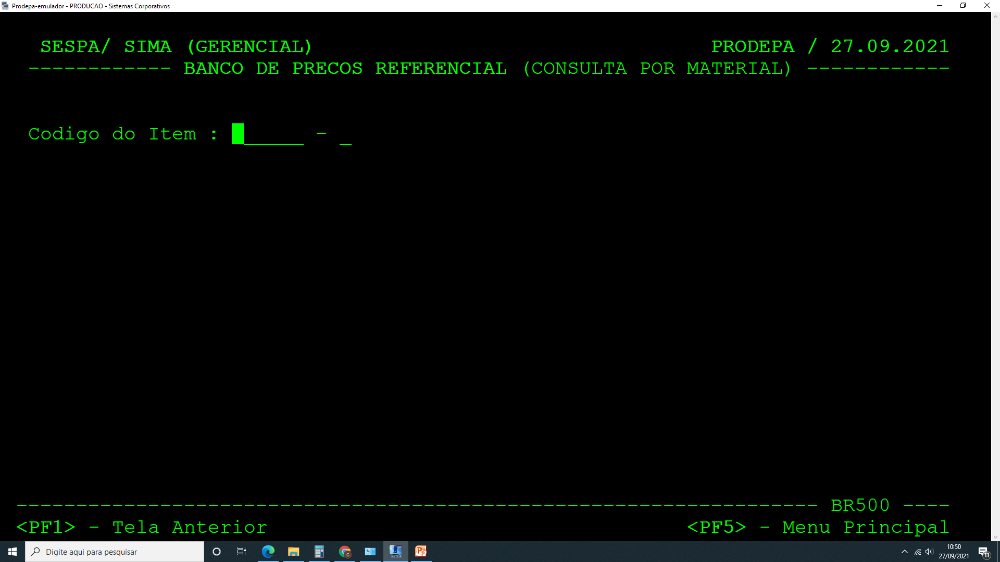 Prodepa-emulador - PRODUCAO - Sistemas Corporativos
SESPA/ SIMA (GERENCIAL) PRODEPA / 27.09.2021
------------ BANCO DE PRECOS REFERENCIAL (CONSULTA POR MATERIAL) ------------
Codigo do Item : ______ - _
------------------------------------------------------------------- BR500 ----
<PF1> - Tela Anterior <PF5> - Menu Principal
Digite aqui para pesquisar
10:50
27/09/2021
11